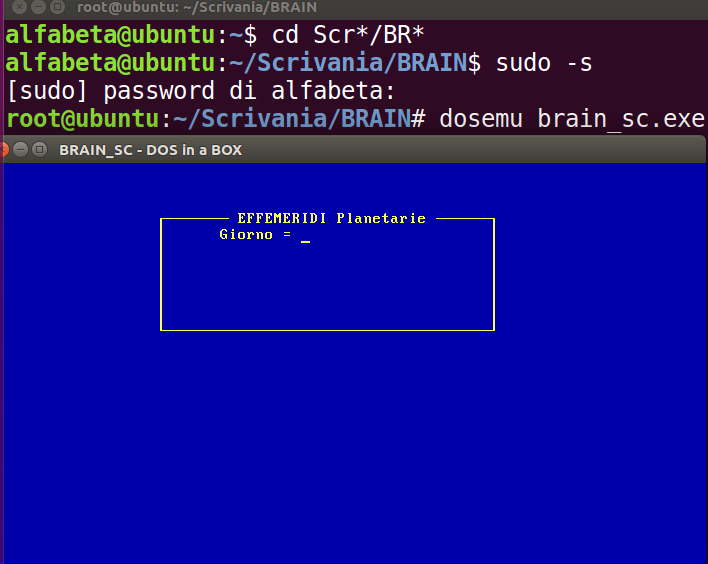 root@ubuntu: ~/Scrivania/BRAIN
alfabeta@ubuntu:~$ cd Scr*/BR*
alfabeta@ubuntu:~/Scrivania/BRAIN$ sudo -s
[sudo] password di alfabeta:
root@ubuntu:~/Scrivania/BRAIN# dosemu brain_sc.exe
BRAIN_SC - DOS in a BOX
EFFEMERIDI Planetarie
Giorno = _